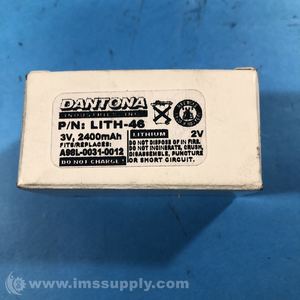 DANTONA
INDUSTRIES, INC.
P/N: LITH-46
3V, 2400mAh
FITS/REPLACES:
A98L-0031-0012
DO NOT CHARGE!
LITHIUM
2V
DO NOT DISPOSE OF IN FIRE.
DO NOT INCINERATE, CRUSH,
DISASSEMBLE, PUNCTURE
OR SHORT CIRCUIT.
© www.imssupply.com